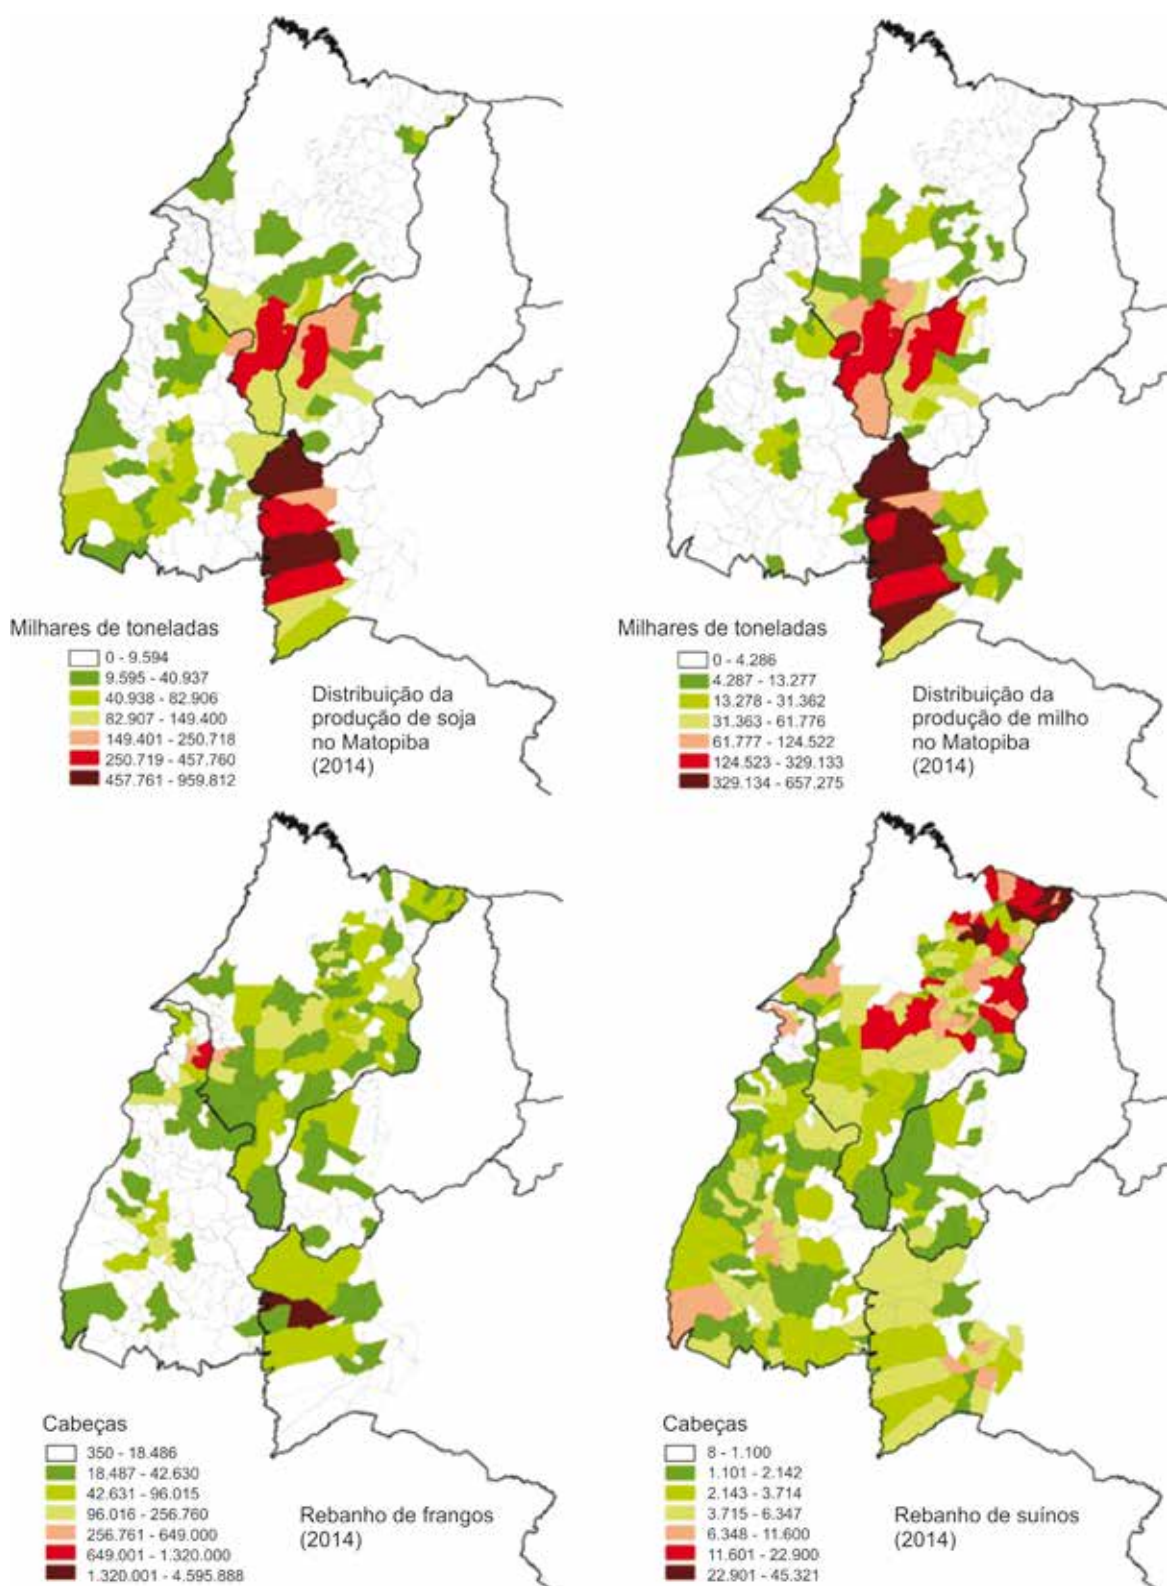 Milhares de toneladas
0 - 9.594
9.595 - 40.937
40.938 - 82.906
82.907 - 149.400
149.401 - 250.718
250.719 - 457.760
457.761 - 959.812
Distribuição da
produção de soja
no Matopiba
(2014)
Milhares de toneladas
0 - 4.286
4.287 - 13.277
13.278 - 31.362
31.363 - 61.776
61.777 - 124.522
124.523 - 329.133
329.134 - 657.275
Distribuição da
produção de milho
no Matopiba
(2014)
Cabeças
350 - 18.486
18.487 - 42.630
42.631 - 96.015
96.016 - 256.760
256.761 - 649.000
649.001 - 1.320.000
1.320.001 - 4.595.888
Rebanho de frangos
(2014)
Cabeças
8 - 1.100
1.101 - 2.142
2.143 - 3.714
3.715 - 6.347
6.348 - 11.600
11.601 - 22.900
22.901 - 45.321
Rebanho de suínos
(2014)